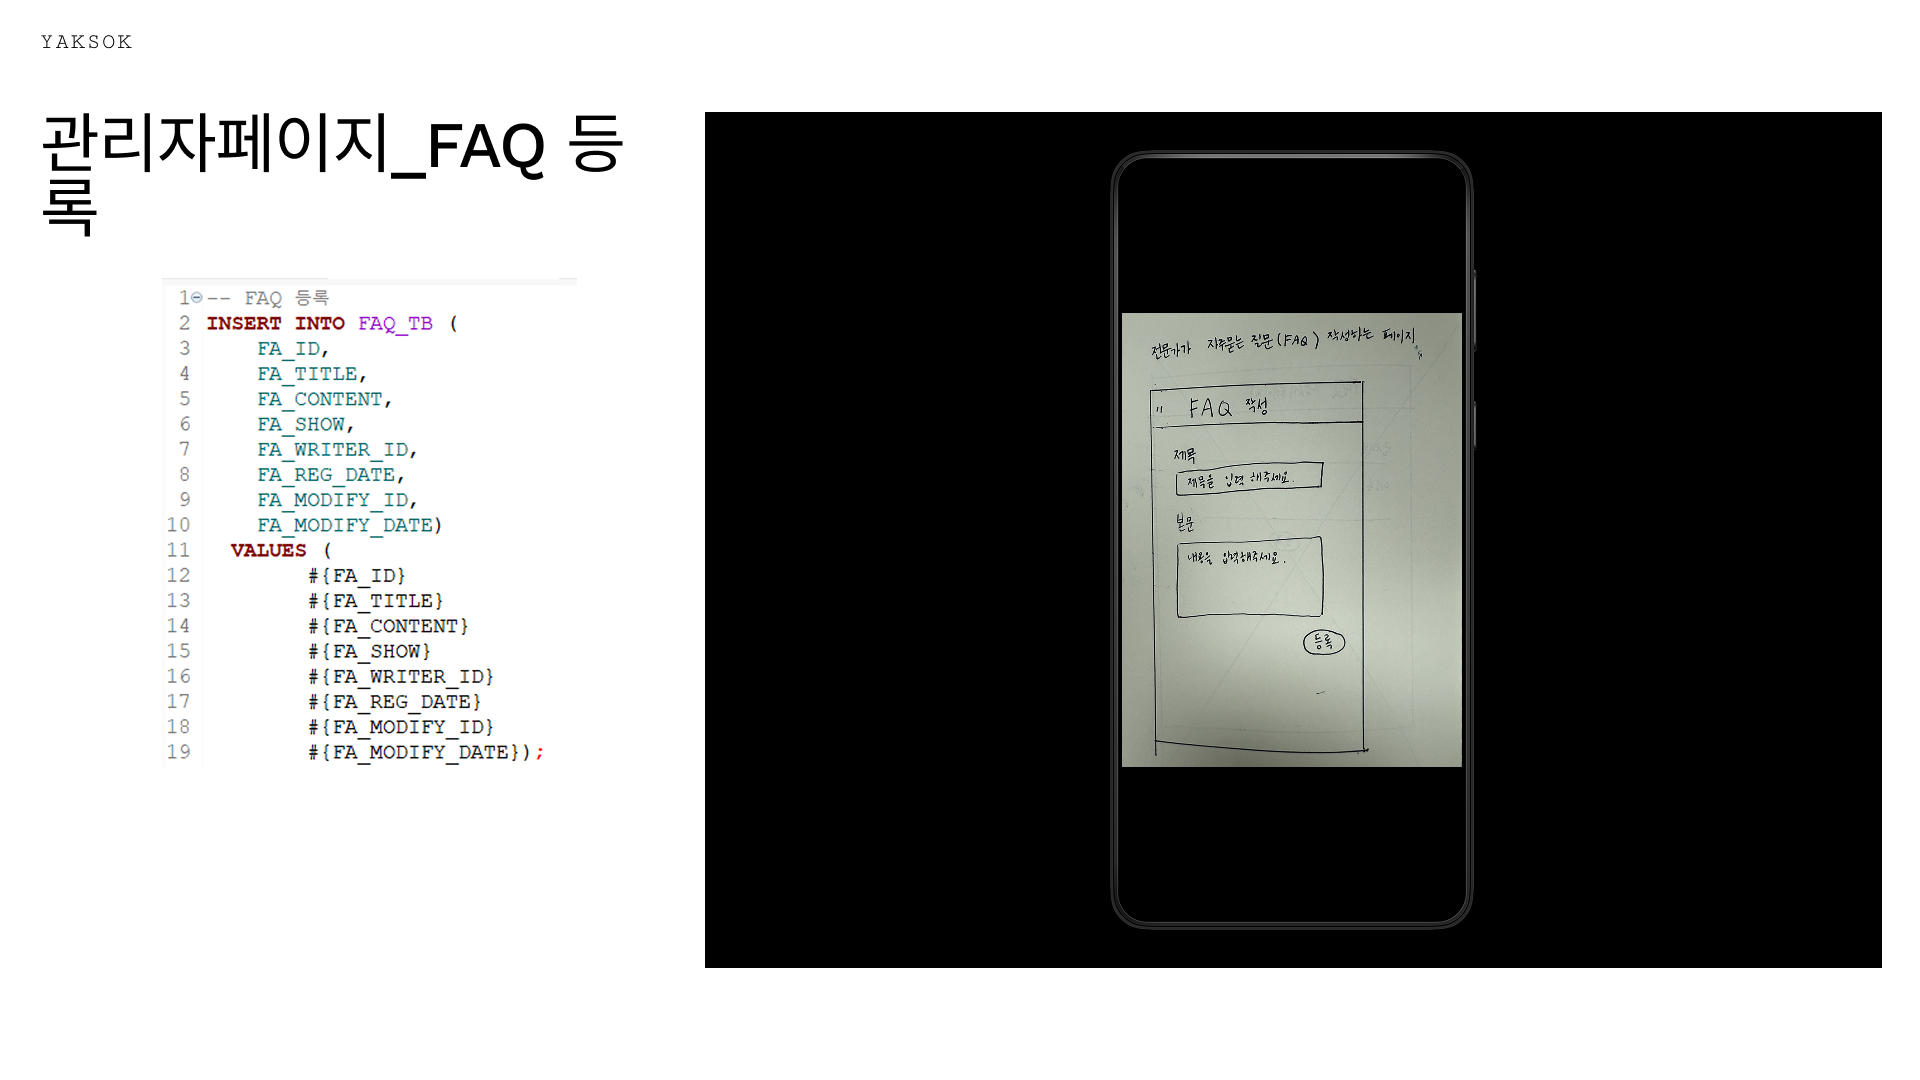 YAKSOK
관리자페이지_FAQ 등
록
1 -- FAQ 등록
2 INSERT INTO FAQ_TB (
3 FA_ID,
4 FA_TITLE,
5 FA_CONTENT,
6 FA_SHOW,
7 FA_WRITER_ID,
8 FA_REG_DATE,
9 FA_MODIFY_ID,
10 FA_MODIFY_DATE)
11 VALUES (
12 #{FA_ID}
13 #{FA_TITLE}
14 #{FA_CONTENT}
15 #{FA_SHOW}
16 #{FA_WRITER_ID}
17 #{FA_REG_DATE}
18 #{FA_MODIFY_ID}
19 #{FA_MODIFY_DATE});
전문가가 자주묻는 질문(FAQ) 작성하는 페이지
FAQ 작성
제목
제목을 입력 해주세요.
본문
내용을 입력해주세요.
등록